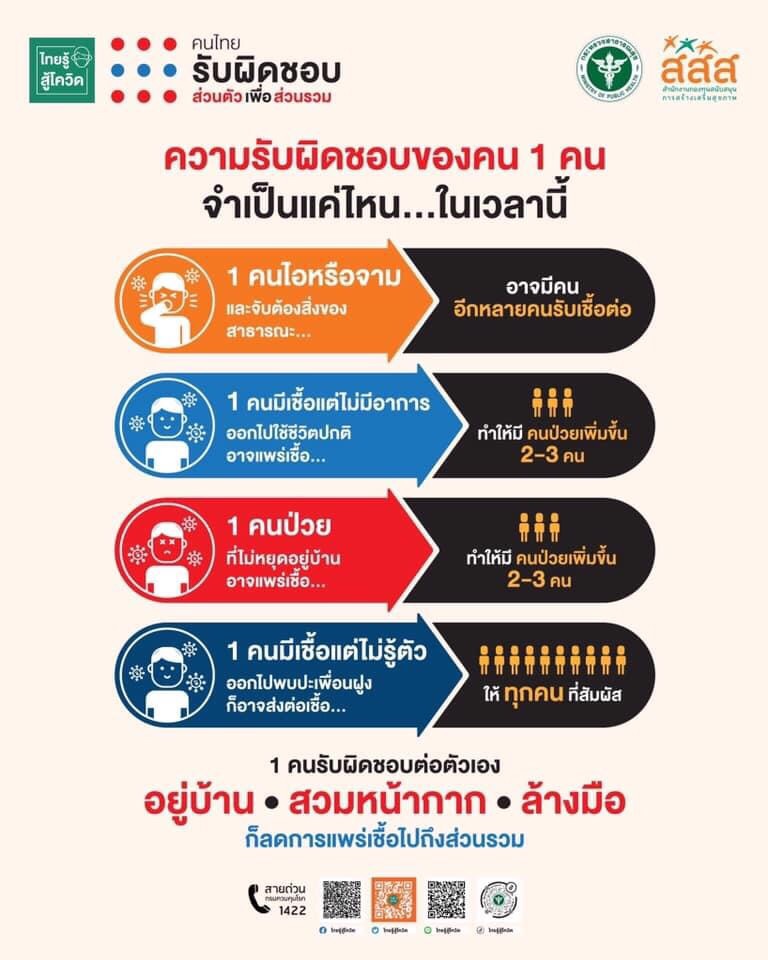 ไทยรู้
สู้โควิด
คนไทย
รับผิดชอบ
ส่วนตัวเพื่อส่วนรวม
กระทรวงสาธารณสุข
MINISTRY OF PUBLIC HEALTH
สสส
สำนักงานกองทุนสนับสนุน
การสร้างเสริมสุขภาพ
ความรับผิดชอบของคน 1 คน
จำเป็นแค่ไหน...ในเวลานี้
1 คนไอหรือจาม
และจับต้องสิ่งของ
สาธารณะ...
อาจมีคน
อีกหลายคนรับเชื้อต่อ
1 คนมีเชื้อแต่ไม่มีอาการ
ออกไปใช้ชีวิตปกติ
อาจแพร่เชื้อ...
ทำให้มี คนป่วยเพิ่มขึ้น
2-3 คน
1 คนป่วย
ที่ไม่หยุดอยู่บ้าน
อาจแพร่เชื้อ...
ทำให้มี คนป่วยเพิ่มขึ้น
2-3 คน
1 คนมีเชื้อแต่ไม่รู้ตัว
ออกไปพบปะเพื่อนฝูง
ก็อาจส่งต่อเชื้อ...
ให้ ทุกคน ที่สัมผัส
1 คนรับผิดชอบต่อตัวเอง
อยู่บ้าน • สวมหน้ากาก • ล้างมือ
ก็ลดการแพร่เชื้อไปถึงส่วนรวม
สายด่วน
กรมควบคุมโรค
1422
ไทยรู้สู้โควิด
ไทยรู้สู้โควิด
ไทยรู้สู้โควิด
ไทยรู้สู้โควิด